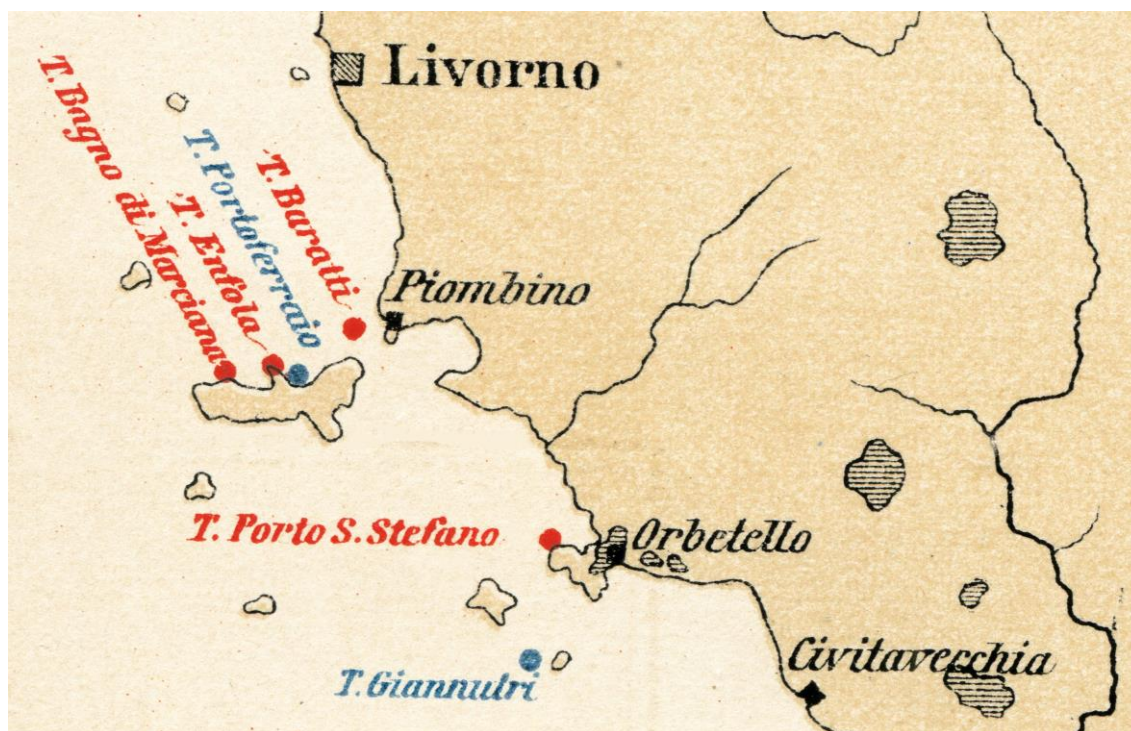 Livorno
T. Bagno di Marciana
T. Enfola
T. Portoferraio
T. Baratti
Piombino
T. Porto S. Stefano
Orbetello
T. Giannutri
Civitavecchia